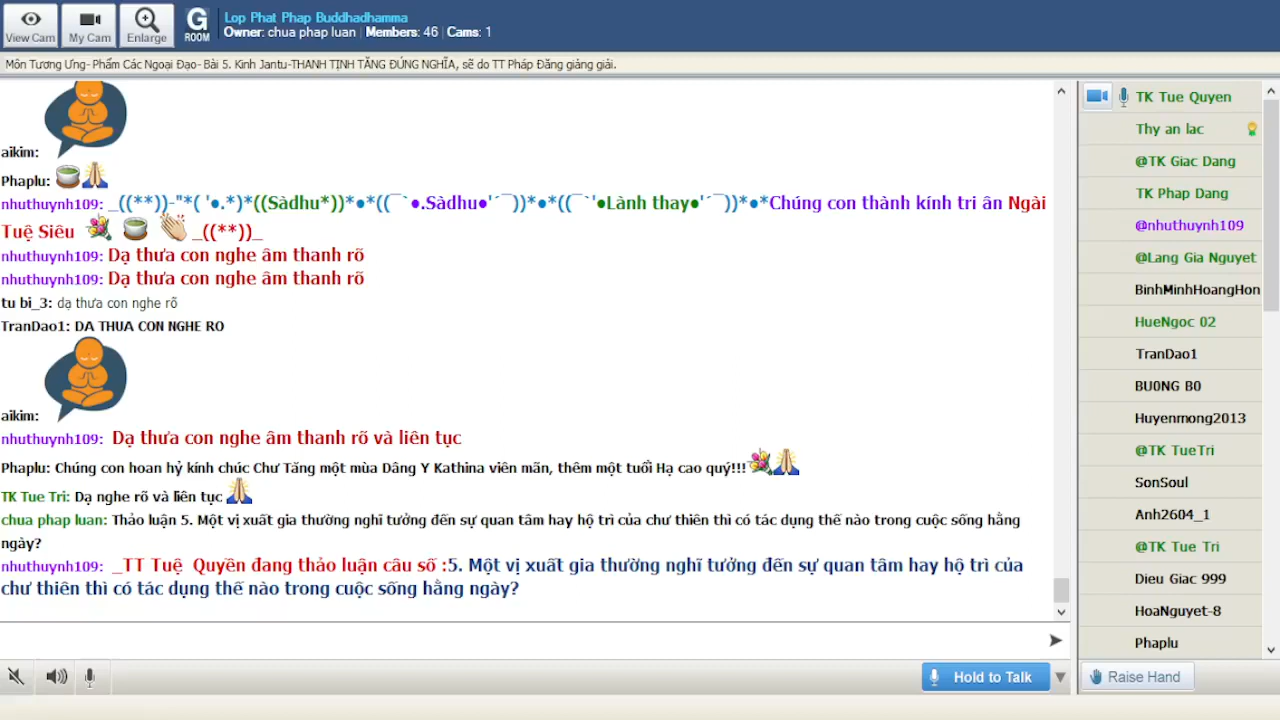 View Cam
My Cam
Enlarge
G
ROOM
Lop Phat Phap Buddhadhamma
Owner: chua phap luan | Members: 46 | Cams: 1
Môn Tương Ưng- Phẩm Các Ngoại Đạo- Bài 5. Kinh Jantu-THANH TỊNH TĂNG ĐÚNG NGHĨA, sẽ do TT Pháp Đăng giảng giải.
aikim:
Phaplu:
nhuthuynh109: _((**))-"*( '●.*)*((Sàdhu*))*●*((¯`●.Sàdhu●'´¯))*●*((¯`'●Lành thay●'´¯))*●*Chúng con thành kính tri ân Ngài
Tuệ Siêu _((**))_
nhuthuynh109: Dạ thưa con nghe âm thanh rõ
nhuthuynh109: Dạ thưa con nghe âm thanh rõ
tu bi_3: dạ thưa con nghe rõ
TranDao1: DA THUA CON NGHE RO
aikim:
nhuthuynh109: Dạ thưa con nghe âm thanh rõ và liên tục
Phaplu: Chúng con hoan hỷ kính chúc Chư Tăng một mùa Dâng Y Kathina viên mãn, thêm một tuổi Hạ cao quý!!!
TK Tue Tri: Dạ nghe rõ và liên tục
chua phap luan: Thảo luận 5. Một vị xuất gia thường nghĩ tưởng đến sự quan tâm hay hộ trì của chư thiên thì có tác dụng thế nào trong cuộc sống hằng
ngày?
nhuthuynh109: _TT Tuệ Quyền đang thảo luận câu số :5. Một vị xuất gia thường nghĩ tưởng đến sự quan tâm hay hộ trì của
chư thiên thì có tác dụng thế nào trong cuộc sống hằng ngày?
Hold to Talk
TK Tue Quyen
Thy an lac
@TK Giac Dang
TK Phap Dang
@nhuthuynh109
@Lang Gia Nguyet
BinhMinhHoangHon
HueNgoc 02
TranDao1
BU0NG B0
Huyenmong2013
@TK TueTri
SonSoul
Anh2604_1
@TK Tue Tri
Dieu Giac 999
HoaNguyet-8
Phaplu
Raise Hand